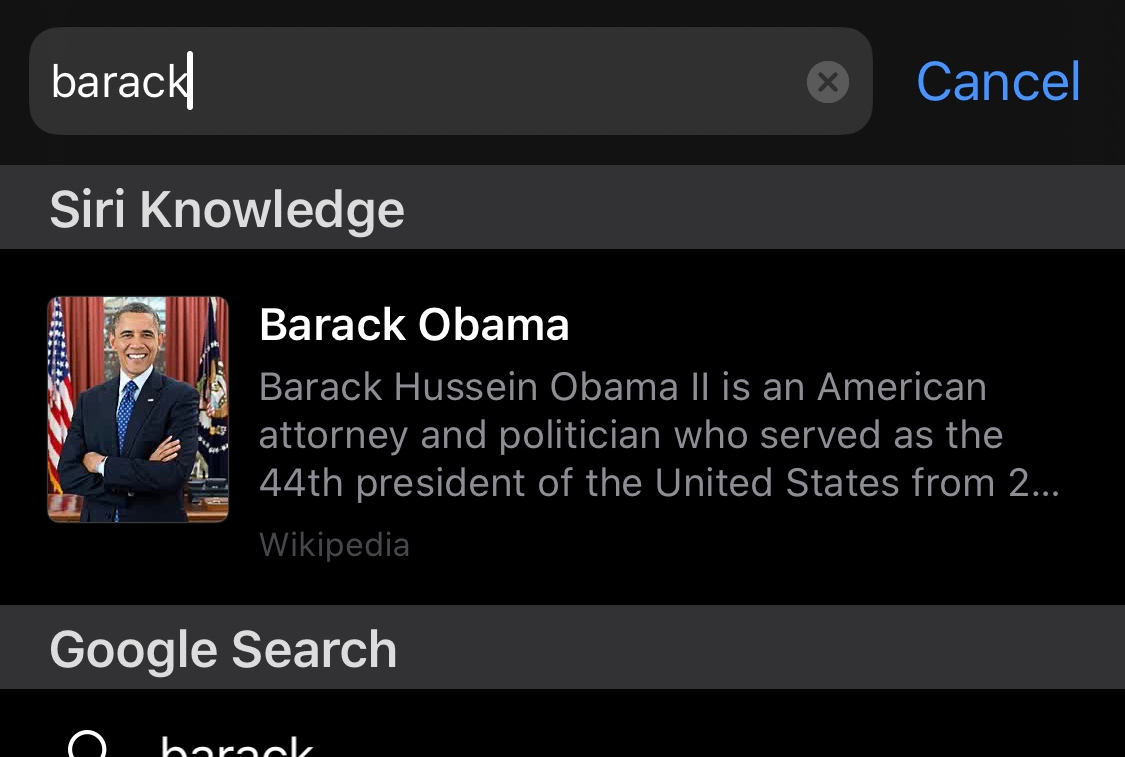 barack
Cancel
Siri Knowledge
Barack Obama
Barack Hussein Obama II is an American
attorney and politician who served as the
44th president of the United States from 2...
Wikipedia
Google Search
barack